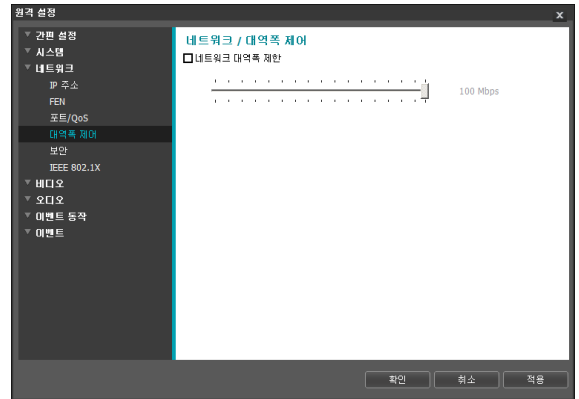 원격 설정
x
간편 설정
시스템
네트워크
IP 주소
FEN
포트/QoS
대역폭 제어
보안
IEEE 802.1X
비디오
오디오
이벤트 동작
이벤트
네트워크 / 대역폭 제어
네트워크 대역폭 제한
100 Mbps
확인
취소
적용